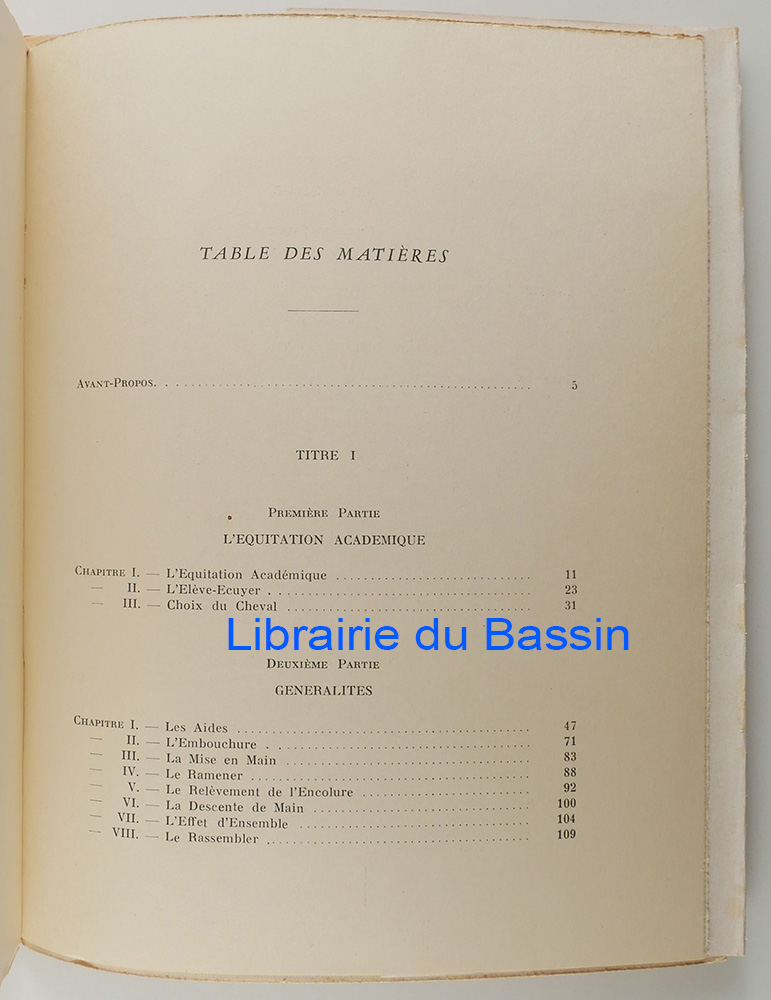 TABLE DES MATIÈRES
Avant-Propos. . . . . . . . . . . . . . . . . . . . . . . . . . . . . . 5
TITRE I
Première Partie
L'EQUITATION ACADEMIQUE
Chapitre I. — L'Equitation Académique . . . . . . . . . . . . . . . 11
— II. — L'Elève-Ecuyer . . . . . . . . . . . . . . . 23
— III. — Choix du Cheval . . . . . . . . . . . . . . . 31
Librairie du Bassin
Deuxième Partie
GENERALITES
Chapitre I. — Les Aides . . . . . . . . . . . . . . . 47
— II. — L'Embouchure . . . . . . . . . . . . . . . 71
— III. — La Mise en Main . . . . . . . . . . . . . . . 83
— IV. — Le Ramener . . . . . . . . . . . . . . . 88
— V. — Le Relèvement de l'Encolure . . . . . . . . . . . . . . . 92
— VI. — La Descente de Main . . . . . . . . . . . . . . . 100
— VII. — L'Effet d'Ensemble . . . . . . . . . . . . . . . 104
— VIII. — Le Rassembler . . . . . . . . . . . . . . . 109